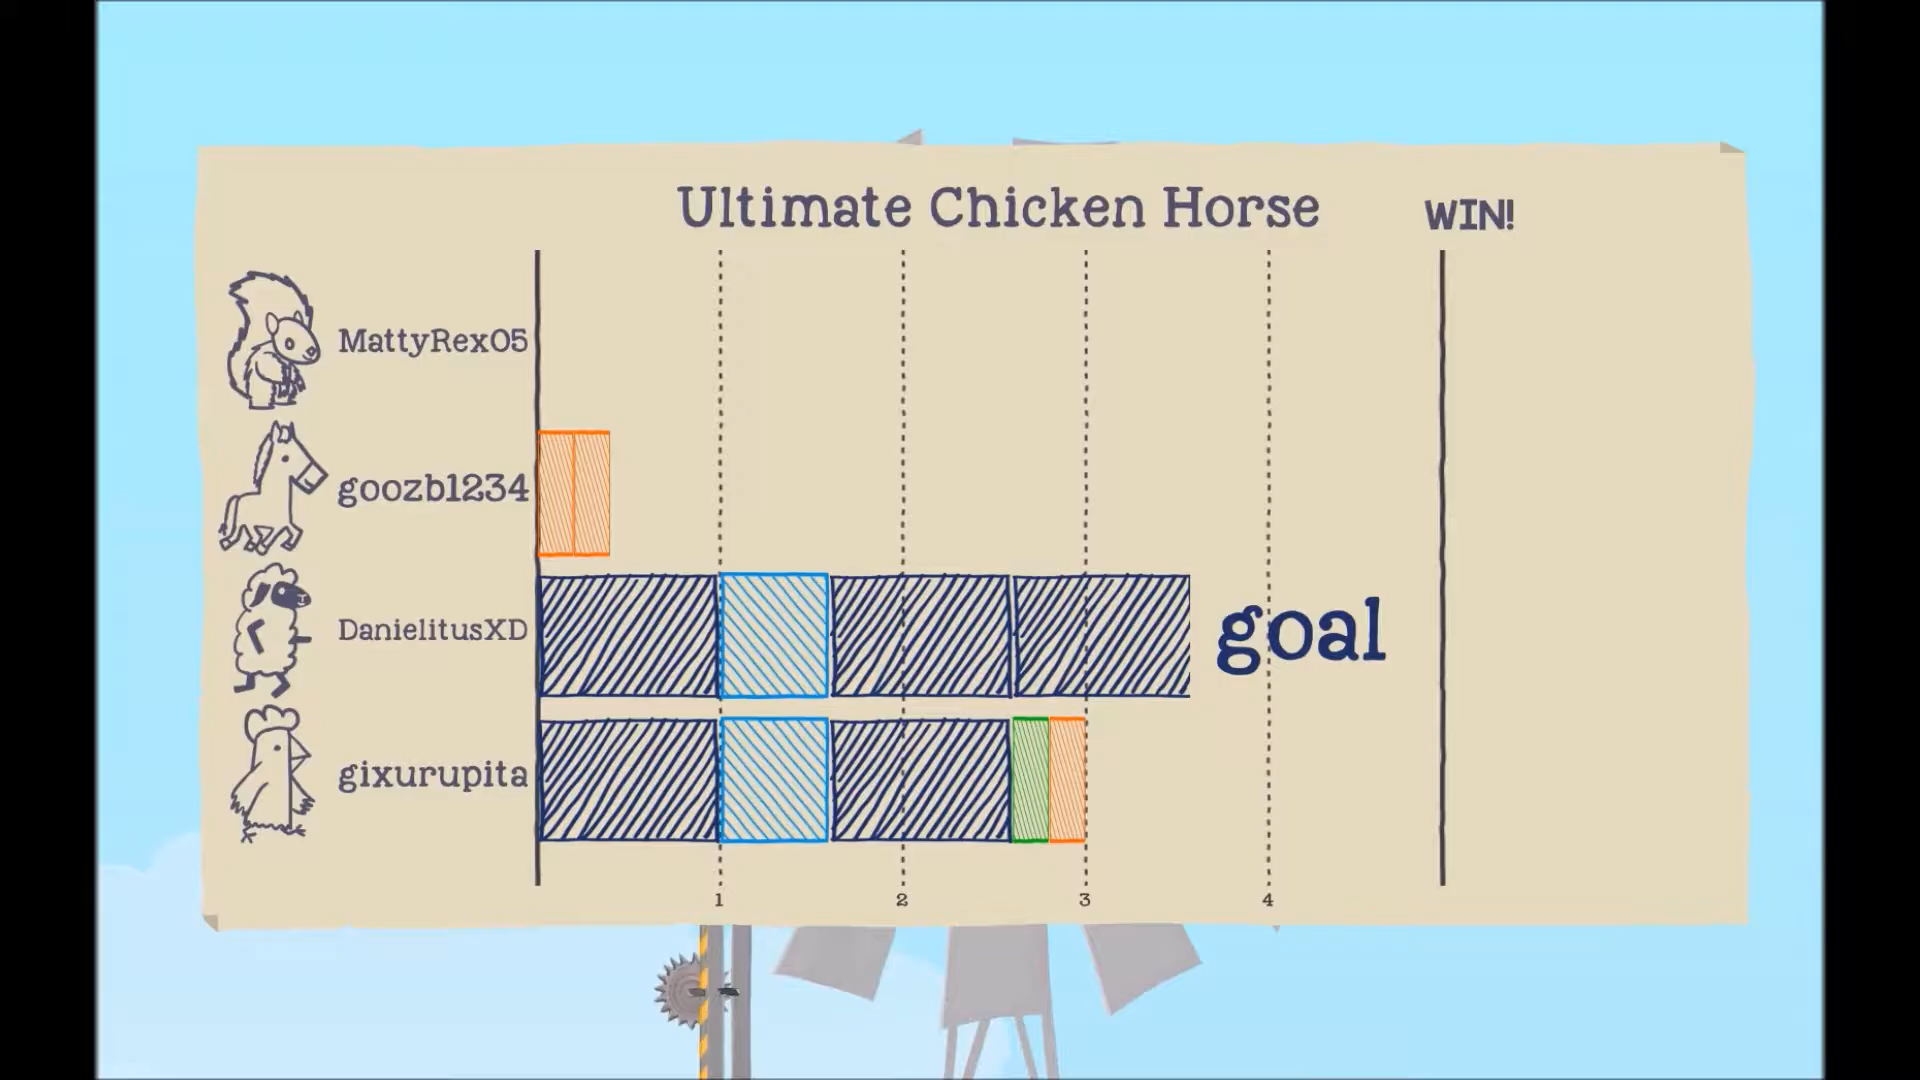 Ultimate Chicken Horse
WIN!
MattyRex05
goozb1234
DanielitusXD
goal
gixurupita
1 2 3 4